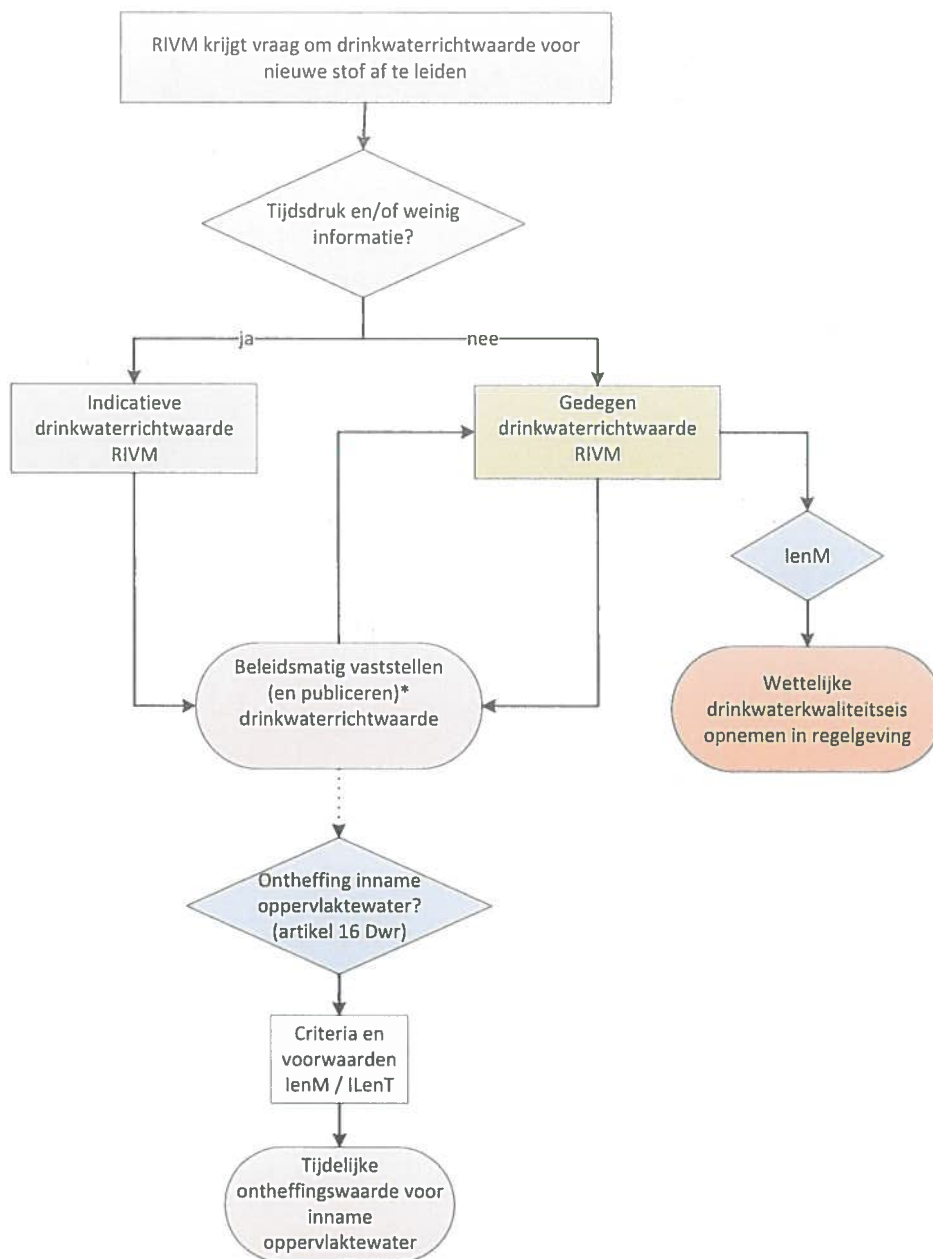 RIVM krijgt vraag om drinkwaterrichtwaarde voor
nieuwe stof af te leiden
Tijdsdruk en/of weinig
informatie?
ja
nee
Indicatieve
drinkwaterrichtwaarde
RIVM
Gedegen
drinkwaterrichtwaarde
RIVM
IenM
Beleidsmatig vaststellen
(en publiceren)*
drinkwaterrichtwaarde
Wettelijke
drinkwaterkwaliteitseis
opnemen in regelgeving
Ontheffing inname
oppervlaktewater?
(artikel 16 Dwr)
Criteria en
voorwaarden
IenM / ILenT
Tijdelijke
ontheffingswaarde voor
inname
oppervlaktewater